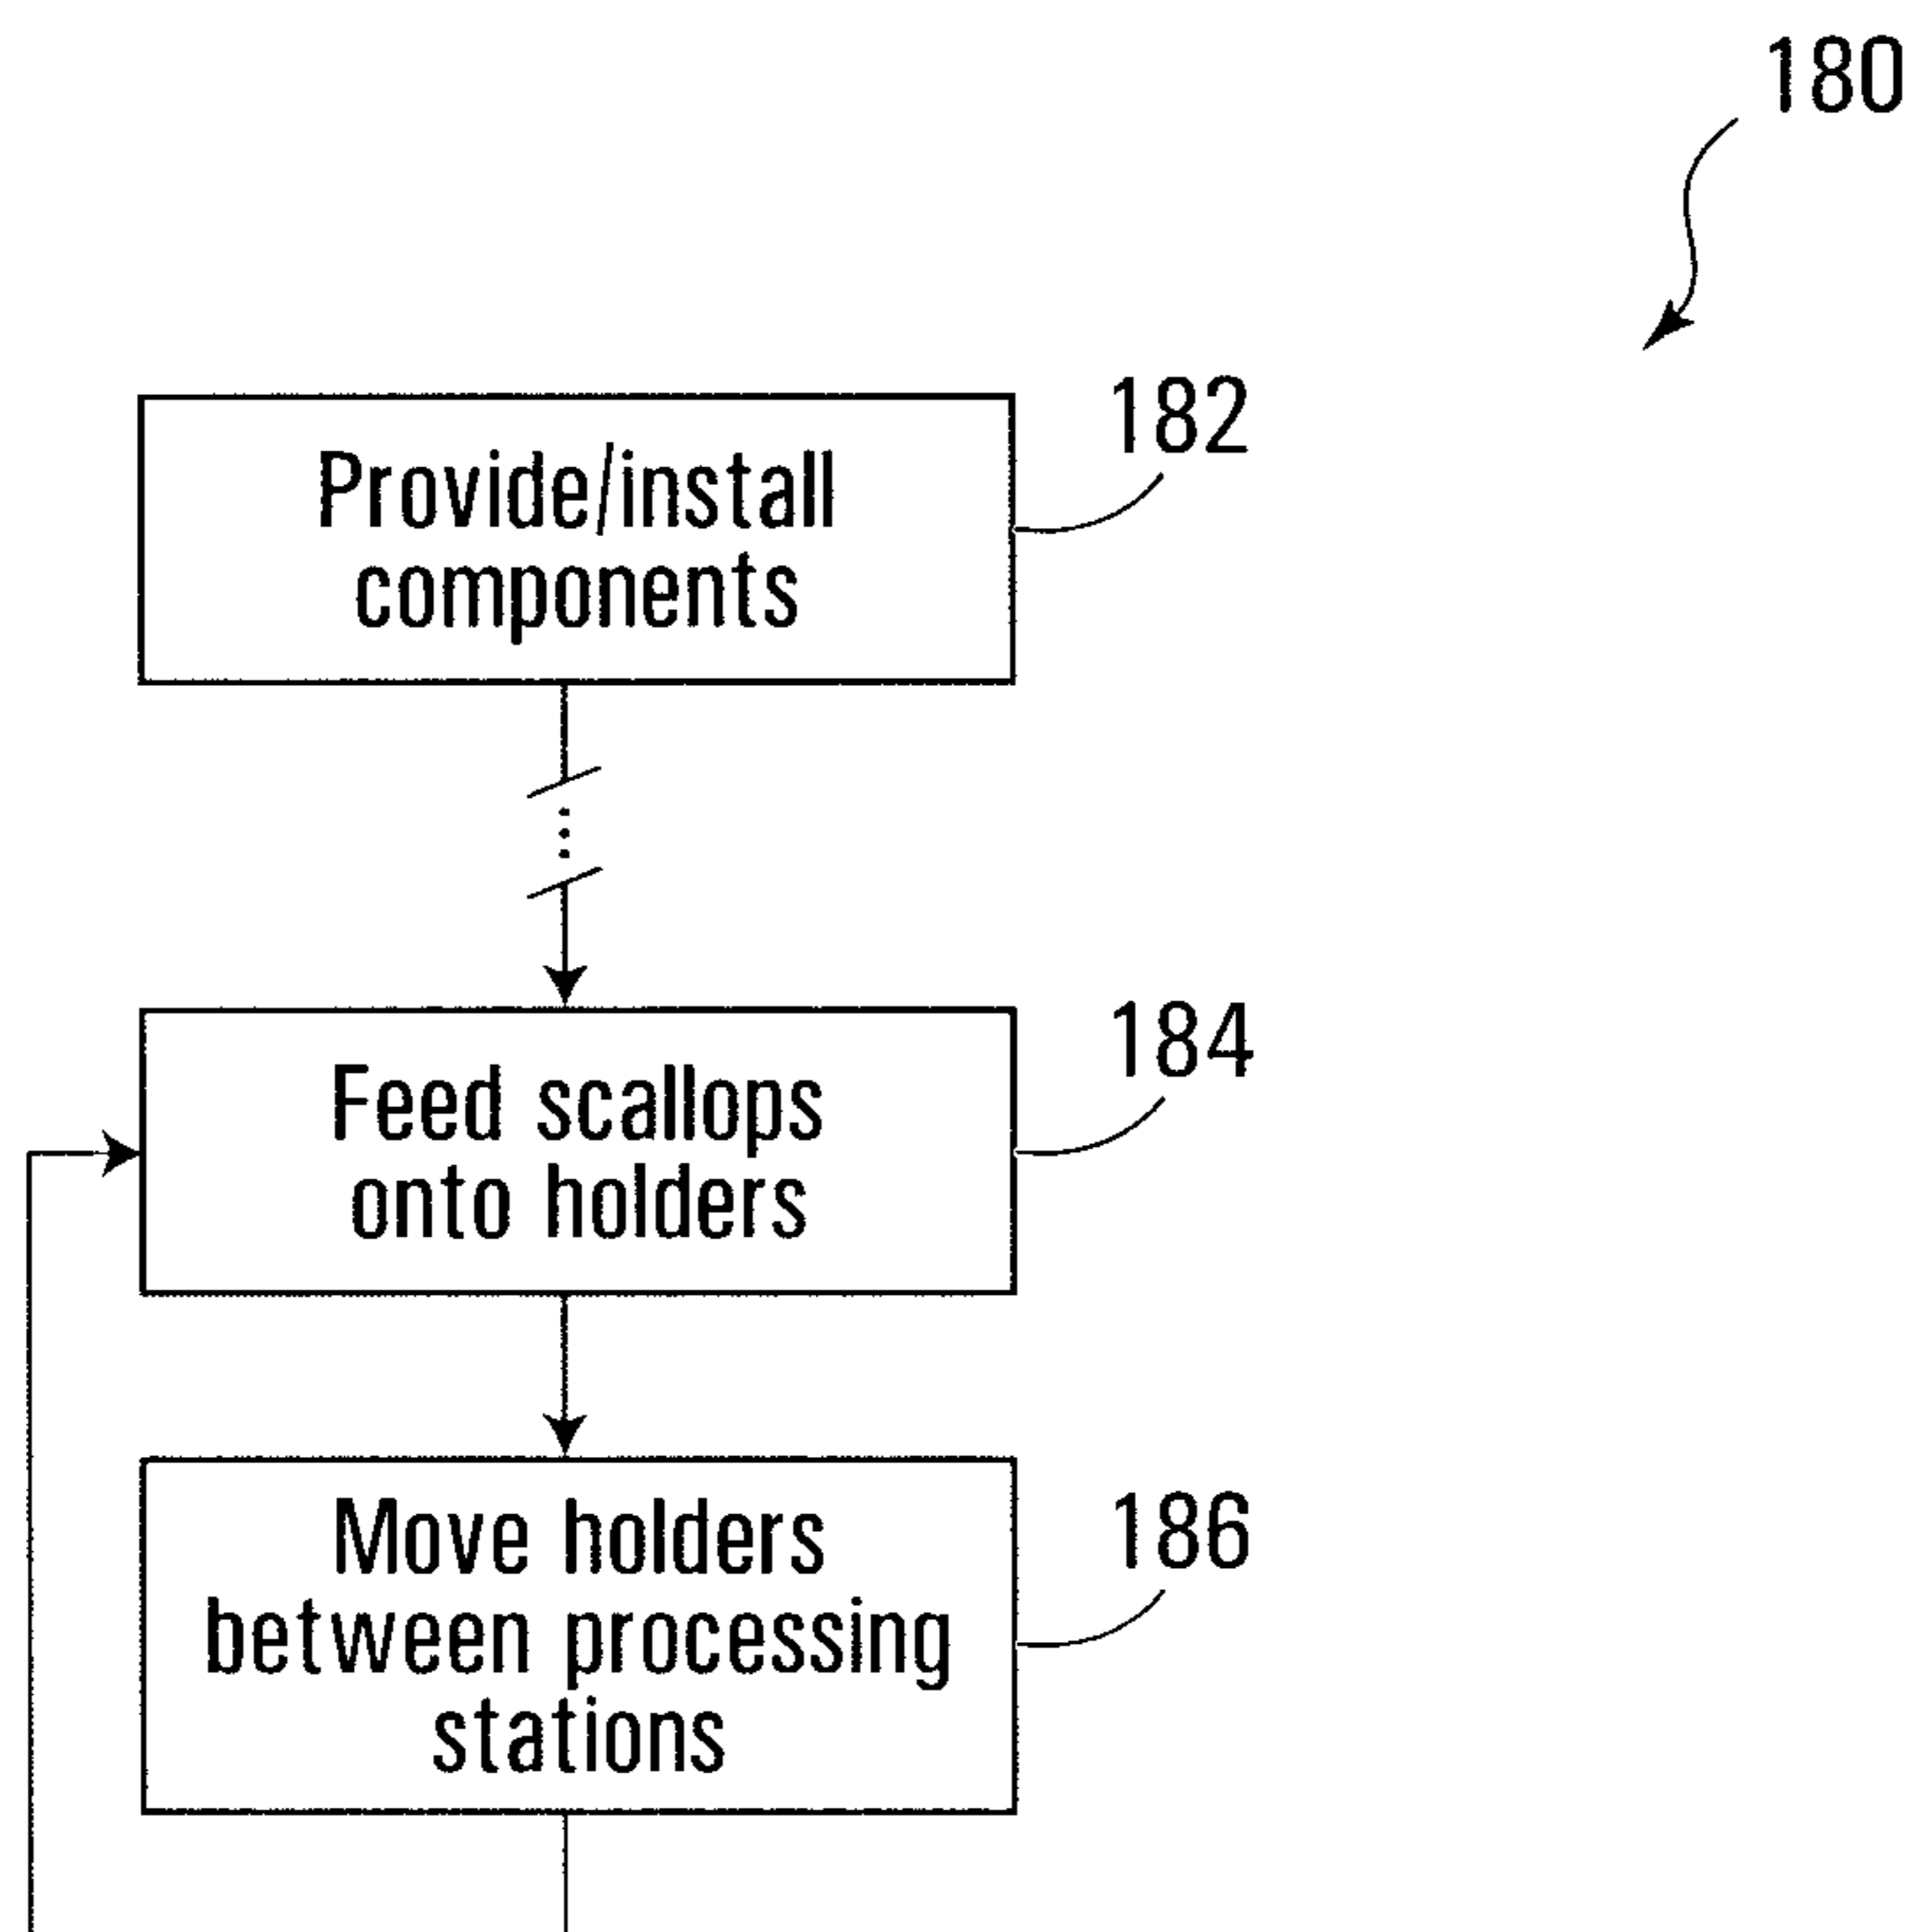 180
182
Provide/install
components
184
Feed scallops
onto holders
186
Move holders
between processing
stations